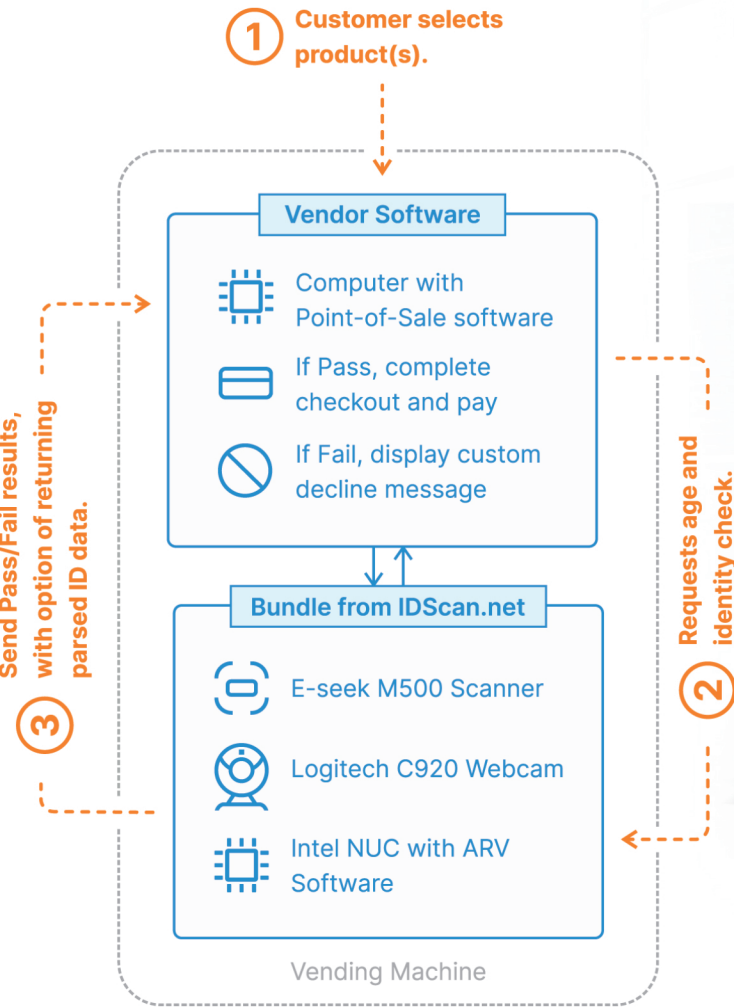 1
Customer selects
product(s).
Vendor Software
Computer with
Point-of-Sale software
If Pass, complete
checkout and pay
If Fail, display custom
decline message
Requests age and
identity check.
2
Bundle from IDScan.net
E-seek M500 Scanner
Logitech C920 Webcam
Intel NUC with ARV
Software
Send Pass/Fail results,
with option of returning
parsed ID data.
3
Vending Machine